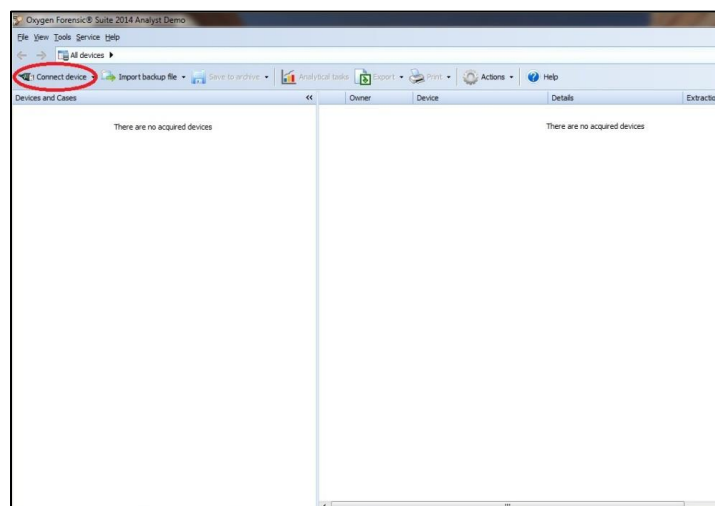 Oxygen Forensic® Suite 2014 Analyst Demo
File View Tools Service Help
All devices
Connect device Import backup file Save to archive Analytical tasks Export Print Actions Help
Devices and Cases « Owner Device Details Extractio
There are no acquired devices There are no acquired devices